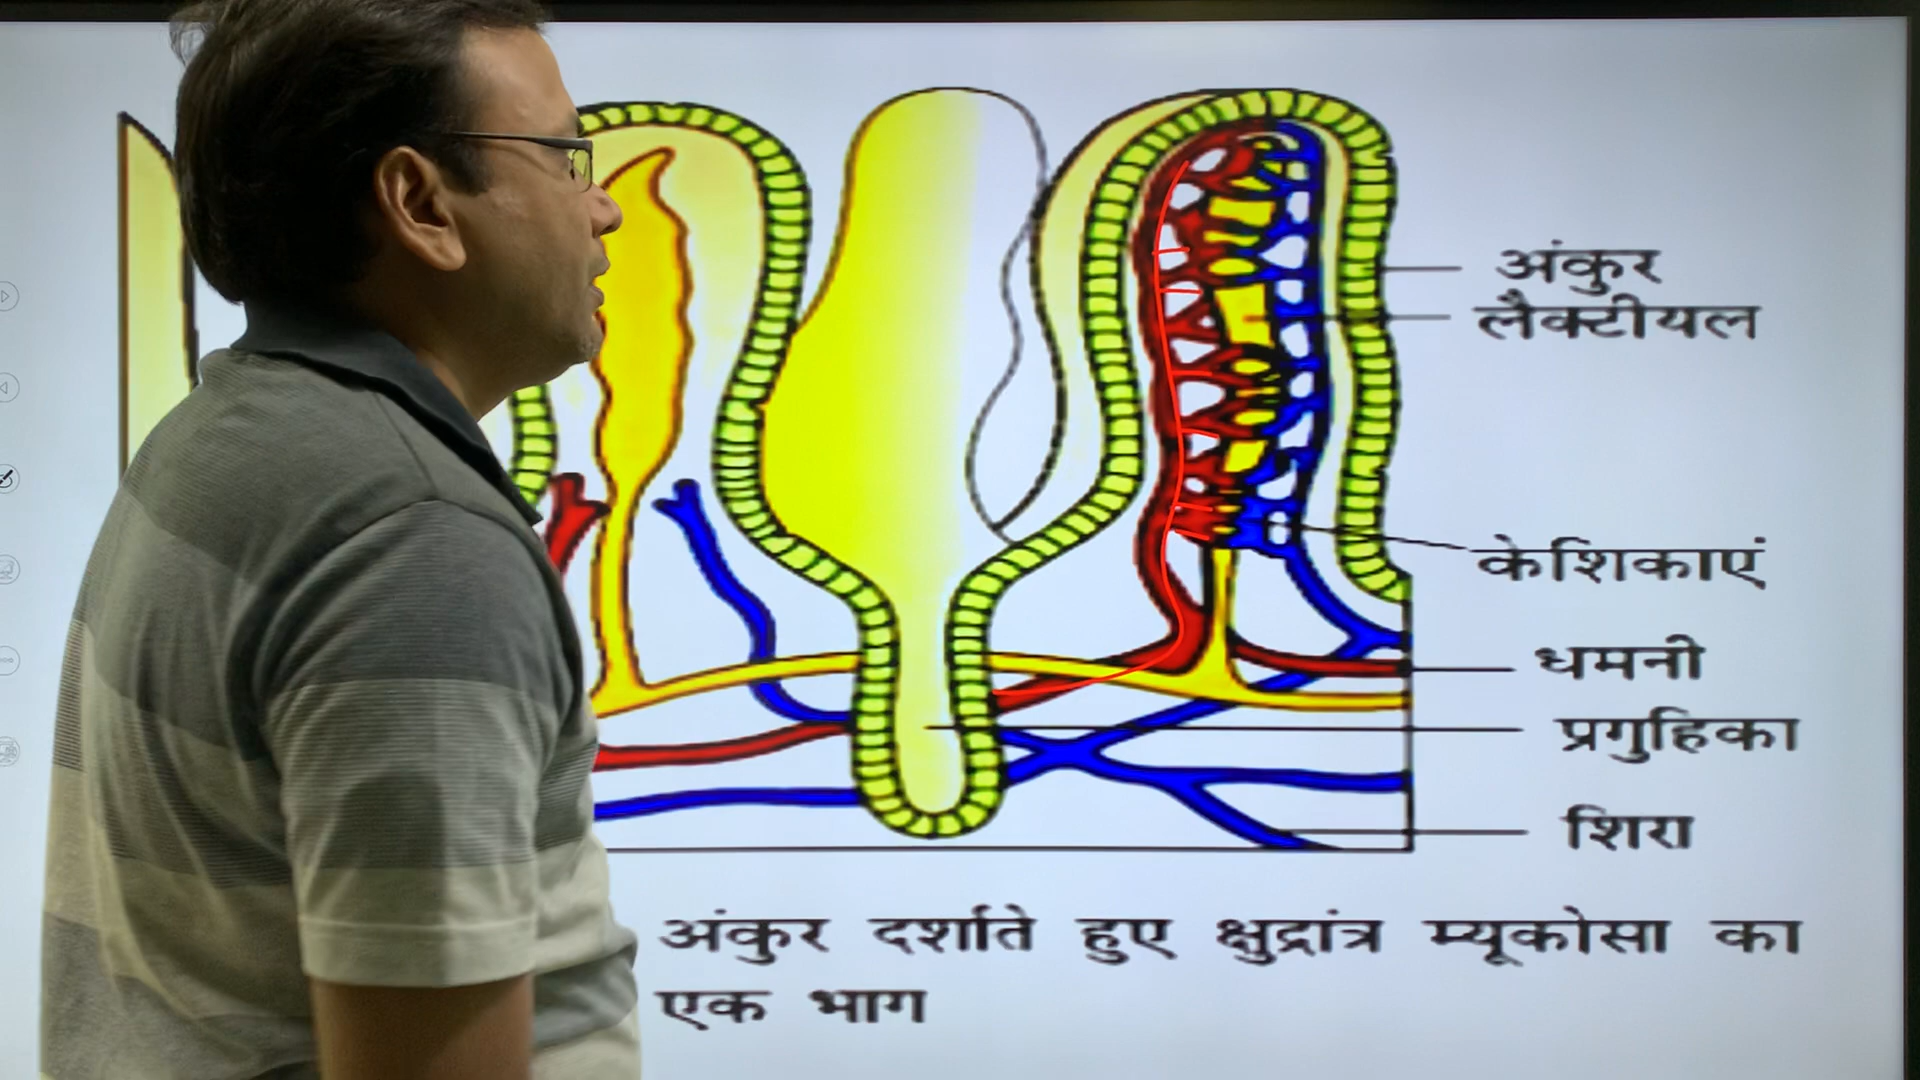 अंकुर
लैक्टीयल
केशिकाएं
धमनी
प्रगुहिका
शिरा
अंकुर दर्शाते हुए क्षुद्रांत्र म्यूकोसा का
एक भाग